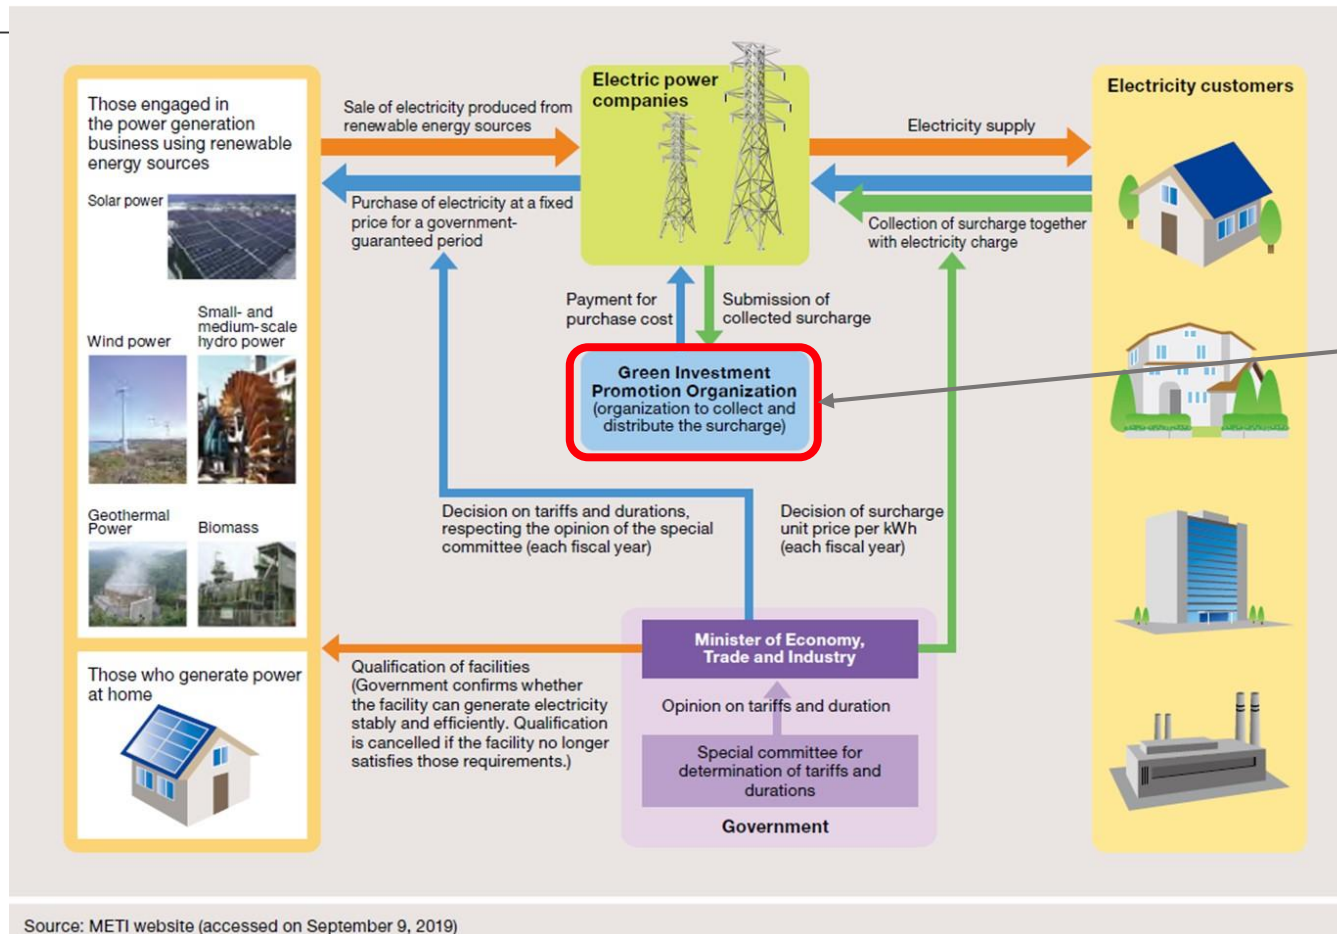 Those engaged in
the power generation
business using renewable
energy sources
Solar power
Wind power
Small- and
medium-scale
hydro power
Geothermal
Power
Biomass
Those who generate power
at home
Sale of electricity produced from
renewable energy sources
Purchase of electricity at a fixed
price for a government-
guaranteed period
Electric power
companies
Electricity supply
Collection of surcharge together
with electricity charge
Electricity customers
Payment for
purchase cost
Submission of
collected surcharge
Green Investment
Promotion Organization
(organization to collect and
distribute the surcharge)
Decision on tariffs and durations,
respecting the opinion of the special
committee (each fiscal year)
Decision of surcharge
unit price per kWh
(each fiscal year)
Qualification of facilities
(Government confirms whether
the facility can generate electricity
stably and efficiently. Qualification
is cancelled if the facility no longer
satisfies those requirements.)
Minister of Economy,
Trade and Industry
Opinion on tariffs and duration
Special committee for
determination of tariffs and
durations
Government
Source: METI website (accessed on September 9, 2019)